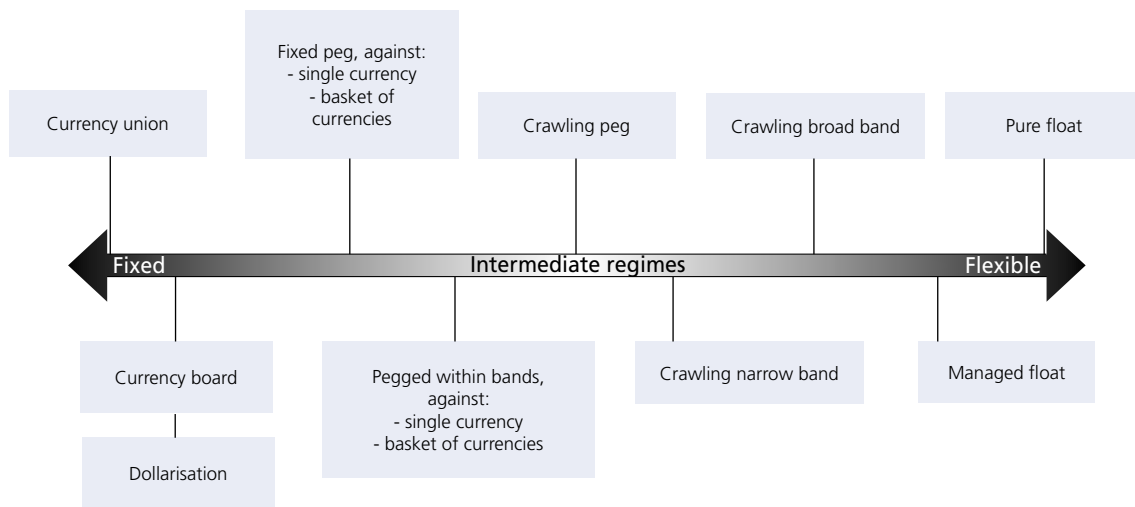 Fixed peg, against:
- single currency
- basket of
currencies
Currency union
Crawling peg
Crawling broad band
Pure float
Fixed
Intermediate regimes
Flexible
Currency board
Pegged within bands,
against:
- single currency
- basket of currencies
Crawling narrow band
Managed float
Dollarisation